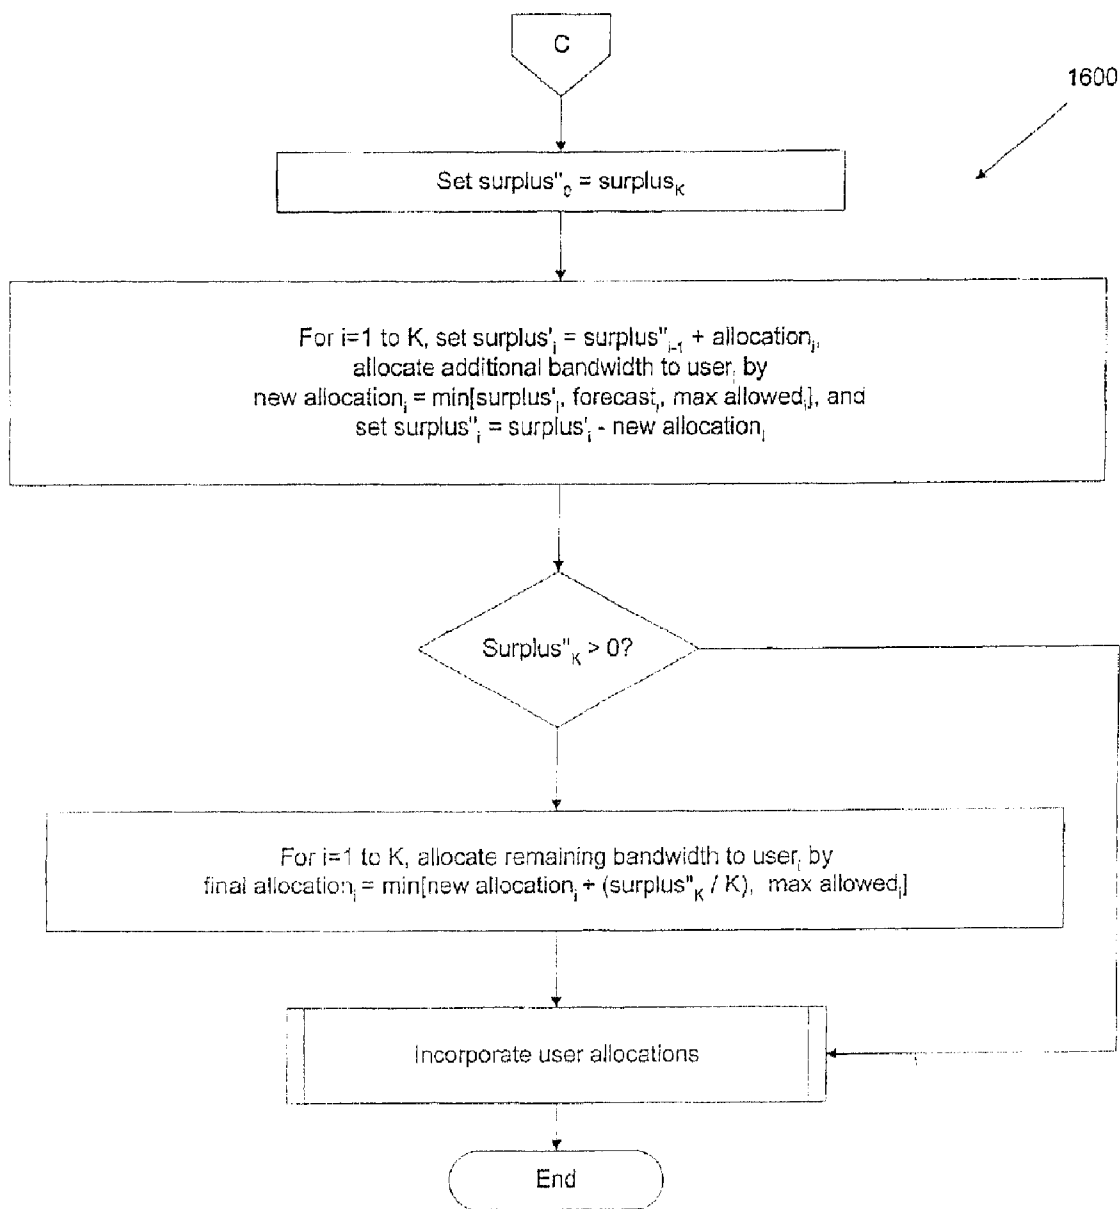 C
1600
Set surplus"₀ = surplusK
For i=1 to K, set surplus'ᵢ = surplus"ᵢ₋₁ + allocationᵢ,
allocate additional bandwidth to userᵢ by
new allocationᵢ = min[surplus'ᵢ, forecastᵢ, max allowedᵢ], and
set surplus"ᵢ = surplus'ᵢ - new allocationᵢ
Surplus"K > 0?
For i=1 to K, allocate remaining bandwidth to userᵢ by
final allocationᵢ = min[new allocationᵢ + (surplus"K / K), max allowedᵢ]
Incorporate user allocations
End